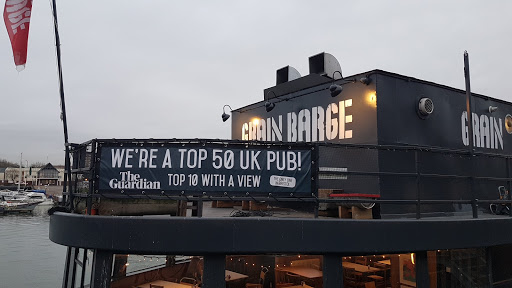 GRAIN BARGE
GRAIN
WE'RE A TOP 50 UK PUB!
The
Guardian
TOP 10 WITH A VIEW